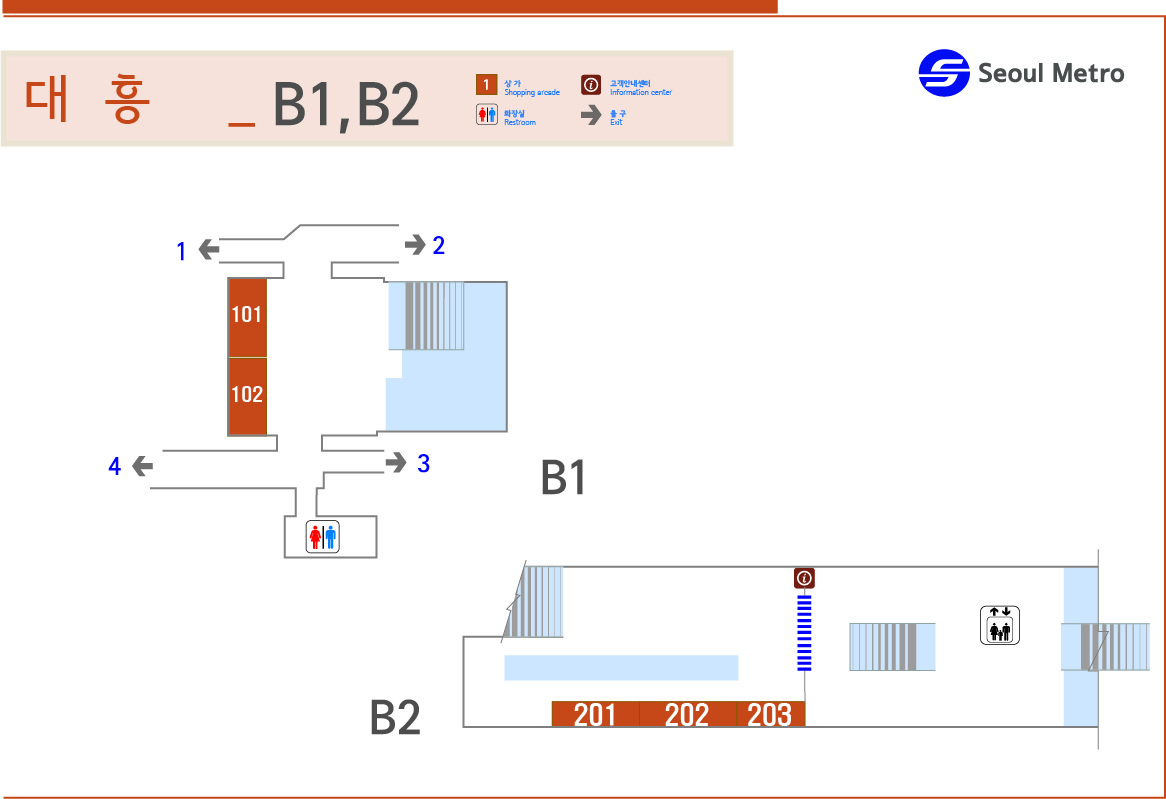 대 흥 _ B1,B2
1 상 가
Shopping arcade
고객안내센터
Information center
화장실
Restroom
출 구
Exit
Seoul Metro
1
2
101
102
4
3
B1
B2
201 202 203